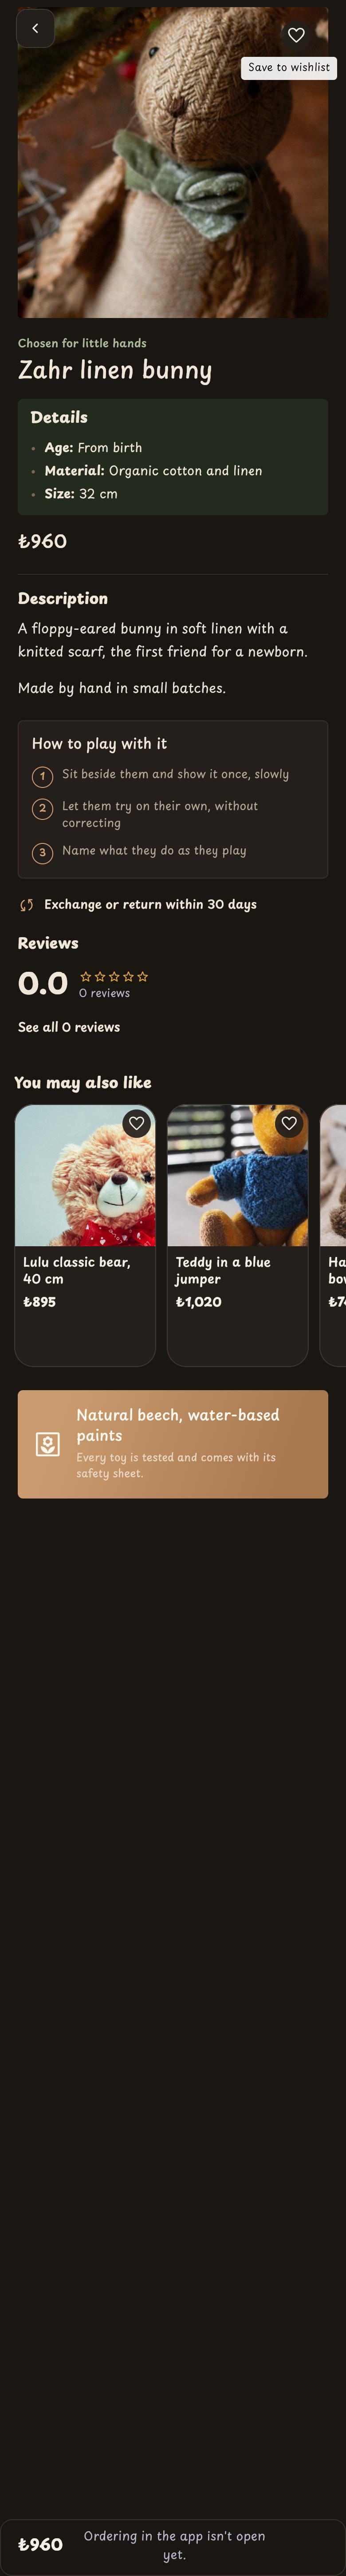 Save to wishlist
Chosen for little hands
Zahr linen bunny
Details
• Age: From birth
• Material: Organic cotton and linen
• Size: 32 cm
₺960
Description
A floppy-eared bunny in soft linen with a
knitted scarf, the first friend for a newborn.
Made by hand in small batches.
How to play with it
1 Sit beside them and show it once, slowly
2 Let them try on their own, without
correcting
3 Name what they do as they play
Exchange or return within 30 days
Reviews
0.0
0 reviews
See all 0 reviews
You may also like
Lulu classic bear,
40 cm
₺895
Teddy in a blue
jumper
₺1,020
Natural beech, water-based
paints
Every toy is tested and comes with its
safety sheet.
₺960
Ordering in the app isn't open
yet.